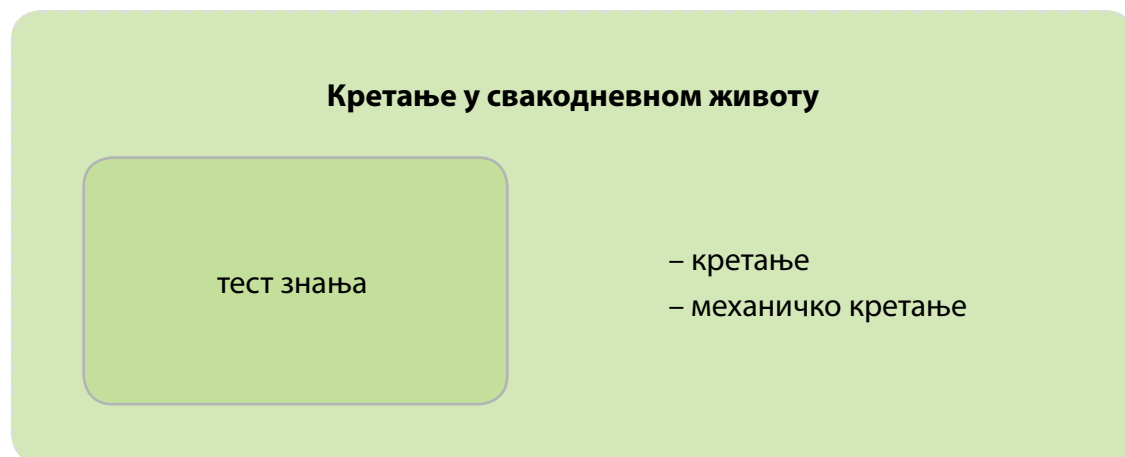 Кретање у свакодневном животу
тест знања
– кретање
– механичко кретање